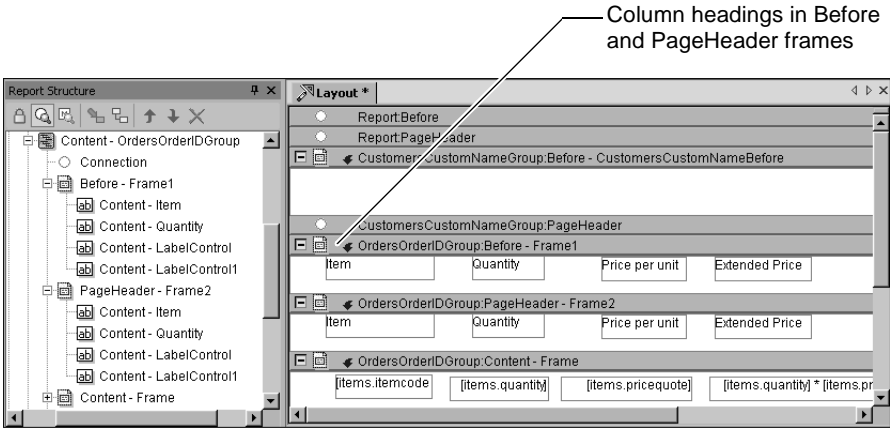 Column headings in Before
and PageHeader frames
Report Structure
Layout *
Content - OrdersOrderIDGroup
Connection
Before - Frame1
Content - Item
Content - Quantity
Content - LabelControl
Content - LabelControl1
PageHeader - Frame2
Content - Item
Content - Quantity
Content - LabelControl
Content - LabelControl1
Content - Frame
Report:Before
Report:PageHeader
CustomersCustomNameGroup:Before - CustomersCustomNameBefore
CustomersCustomNameGroup:PageHeader
OrdersOrderIDGroup:Before - Frame1
Item Quantity Price per unit Extended Price
OrdersOrderIDGroup:PageHeader - Frame2
Item Quantity Price per unit Extended Price
OrdersOrderIDGroup:Content - Frame
[items.itemcode [items.quantity] [items.pricequote] [items.quantity] * [items.pr